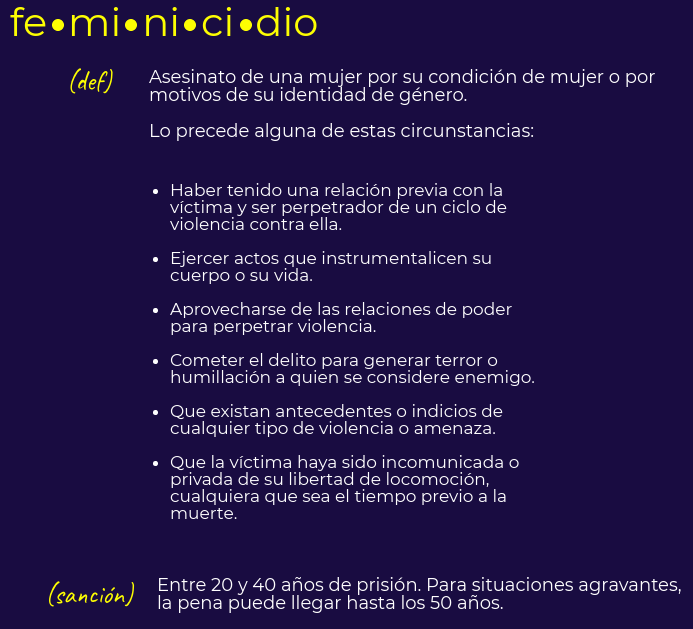 fe•mi•ni•ci•dio
(def)
Asesinato de una mujer por su condición de mujer o por
motivos de su identidad de género.
Lo precede alguna de estas circunstancias:
• Haber tenido una relación previa con la
víctima y ser perpetrador de un ciclo de
violencia contra ella.
• Ejercer actos que instrumentalicen su
cuerpo o su vida.
• Aprovecharse de las relaciones de poder
para perpetrar violencia.
• Cometer el delito para generar terror o
humillación a quien se considere enemigo.
• Que existan antecedentes o indicios de
cualquier tipo de violencia o amenaza.
• Que la víctima haya sido incomunicada o
privada de su libertad de locomoción,
cualquiera que sea el tiempo previo a la
muerte.
(sanción)
Entre 20 y 40 años de prisión. Para situaciones agravantes,
la pena puede llegar hasta los 50 años.